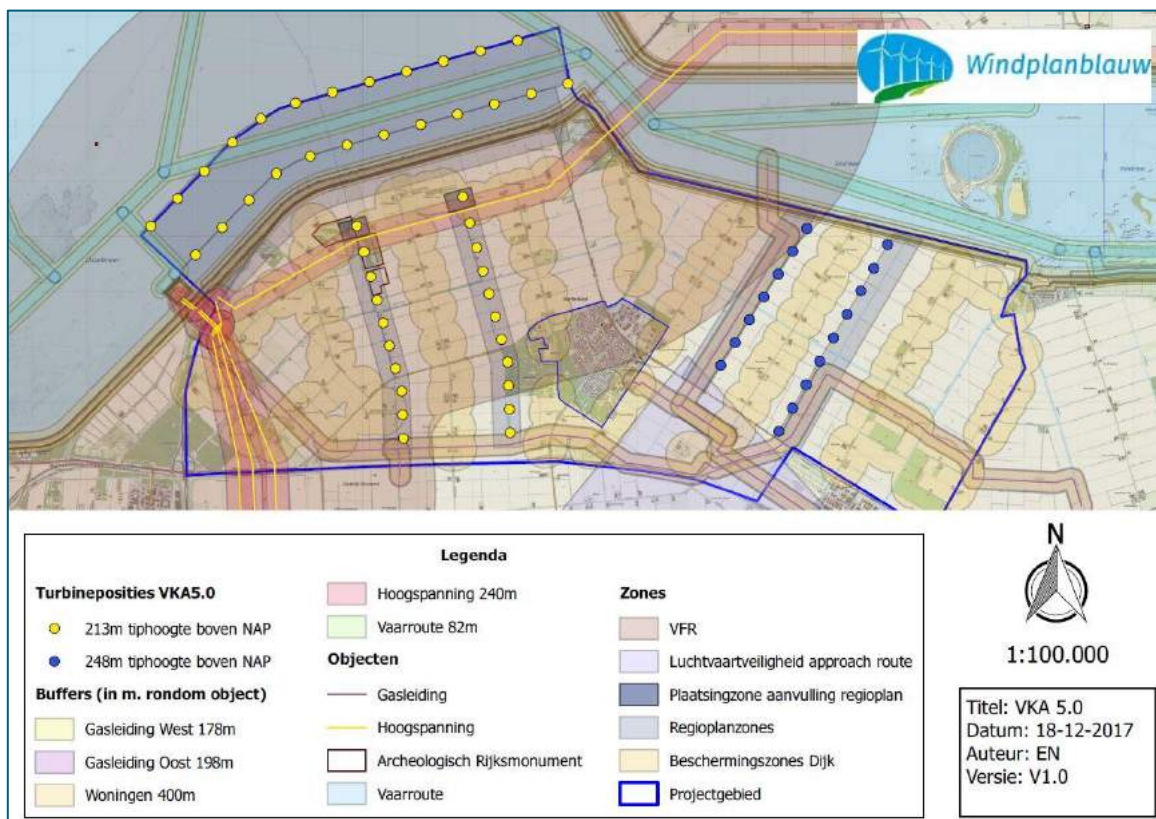 Windplanblauw
Legenda
Turbineposities VKA5.0
213m tiphoogte boven NAP
248m tiphoogte boven NAP
Buffers (in m. rondom object)
Gasleiding West 178m
Gasleiding Oost 198m
Woningen 400m
Hoogspanning 240m
Vaarroute 82m
Objecten
Gasleiding
Hoogspanning
Archeologisch Rijksmonument
Vaarroute
Zones
VFR
Luchtvaartveiligheid approach route
Plaatsingzone aanvulling regioplan
Regioplanzones
Beschermingszones Dijk
Projectgebied
N
1:100.000
Titel: VKA 5.0
Datum: 18-12-2017
Auteur: EN
Versie: V1.0